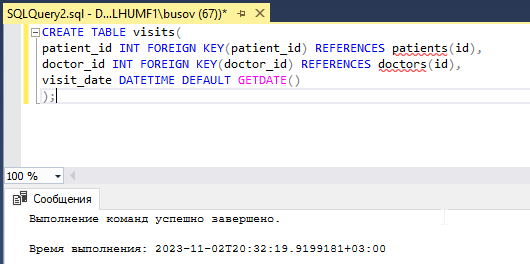 SQLQuery2.sql - D...LHUMF1\busov (67))*
CREATE TABLE visits(
patient_id INT FOREIGN KEY(patient_id) REFERENCES patients(id),
doctor_id INT FOREIGN KEY(doctor_id) REFERENCES doctors(id),
visit_date DATETIME DEFAULT GETDATE()
);
100 %
Сообщения
Выполнение команд успешно завершено.
Время выполнения: 2023-11-02T20:32:19.9199181+03:00